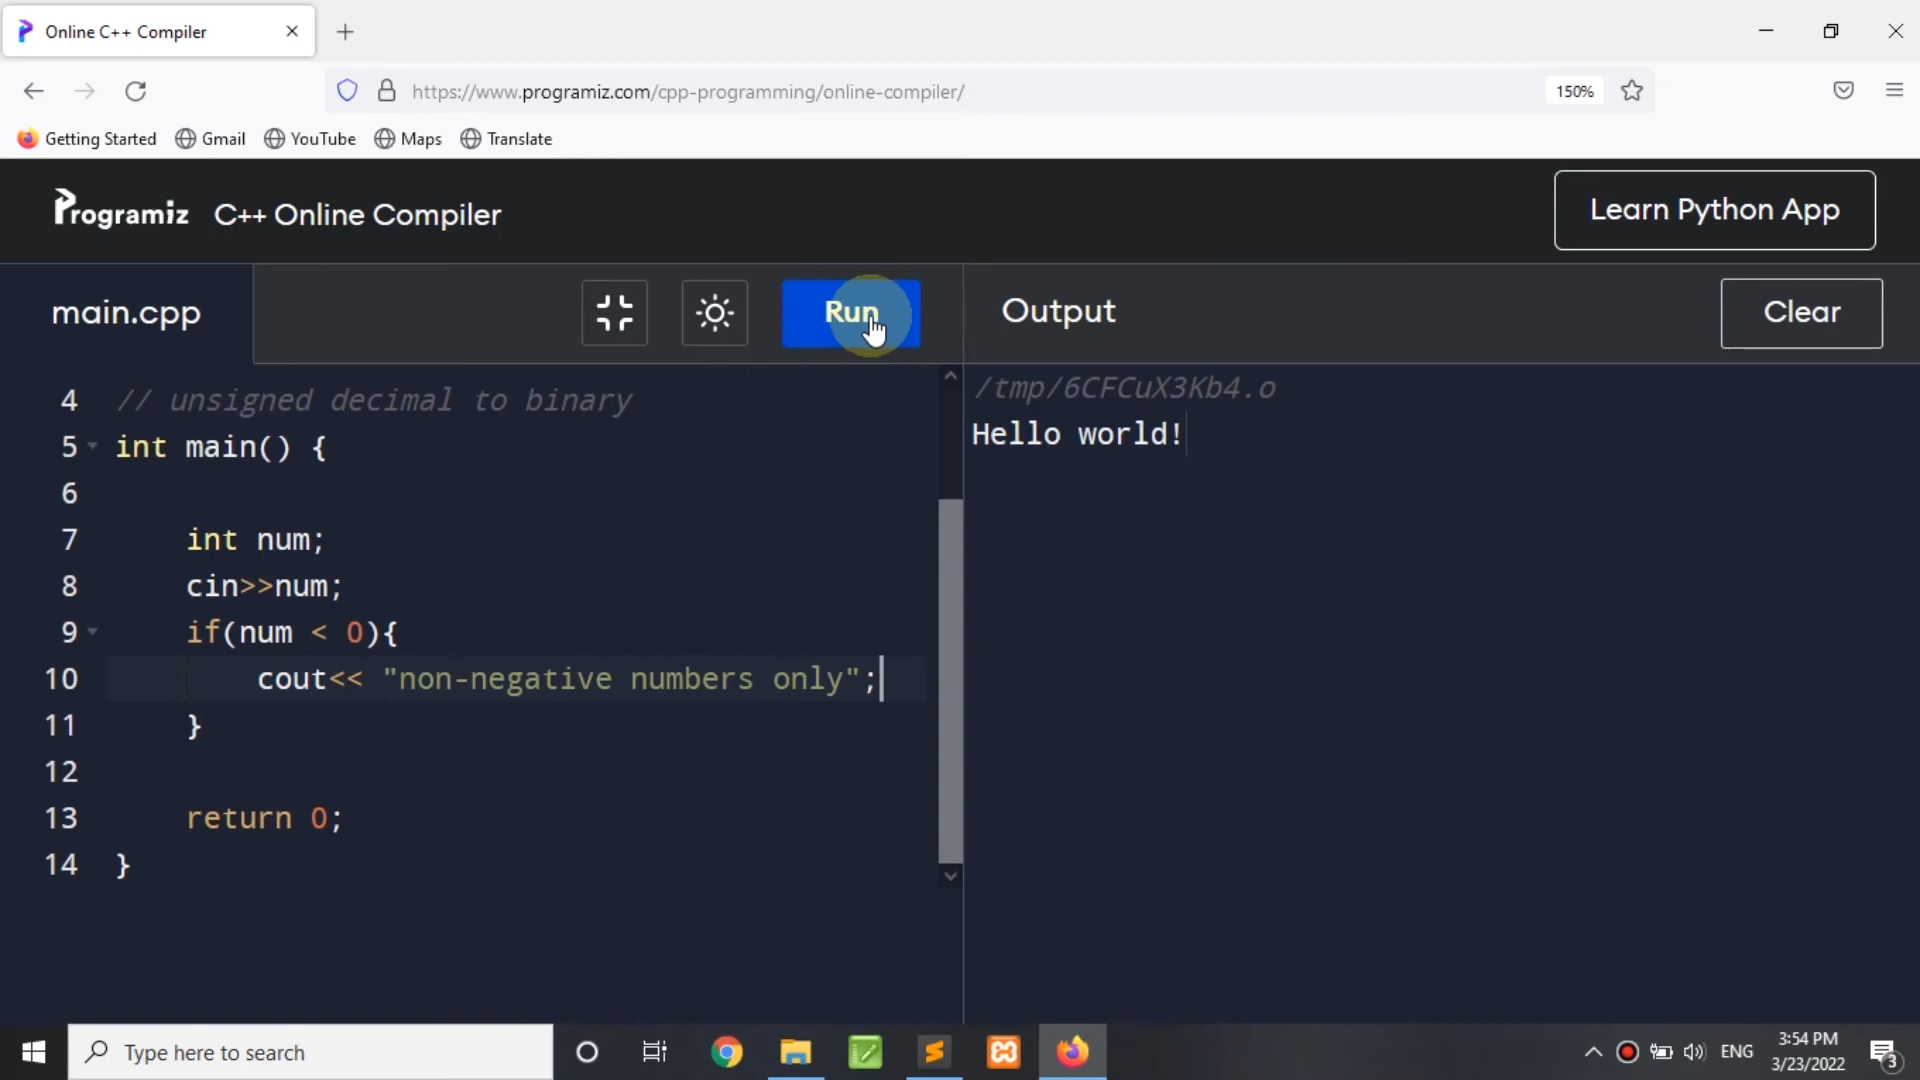 Online C++ Compiler
https://www.programiz.com/cpp-programming/online-compiler/
150%
Getting Started
Gmail
YouTube
Maps
Translate
Programiz
C++ Online Compiler
Learn Python App
main.cpp
Run
Output
Clear
4 // unsigned decimal to binary
5 int main() {
6
7 int num;
8 cin>>num;
9 if(num < 0){
10 cout<< "non-negative numbers only";
11 }
12
13 return 0;
14 }
/tmp/6CFCuX3Kb4.o
Hello world!
Type here to search
ENG
3:54 PM
3/23/2022
3